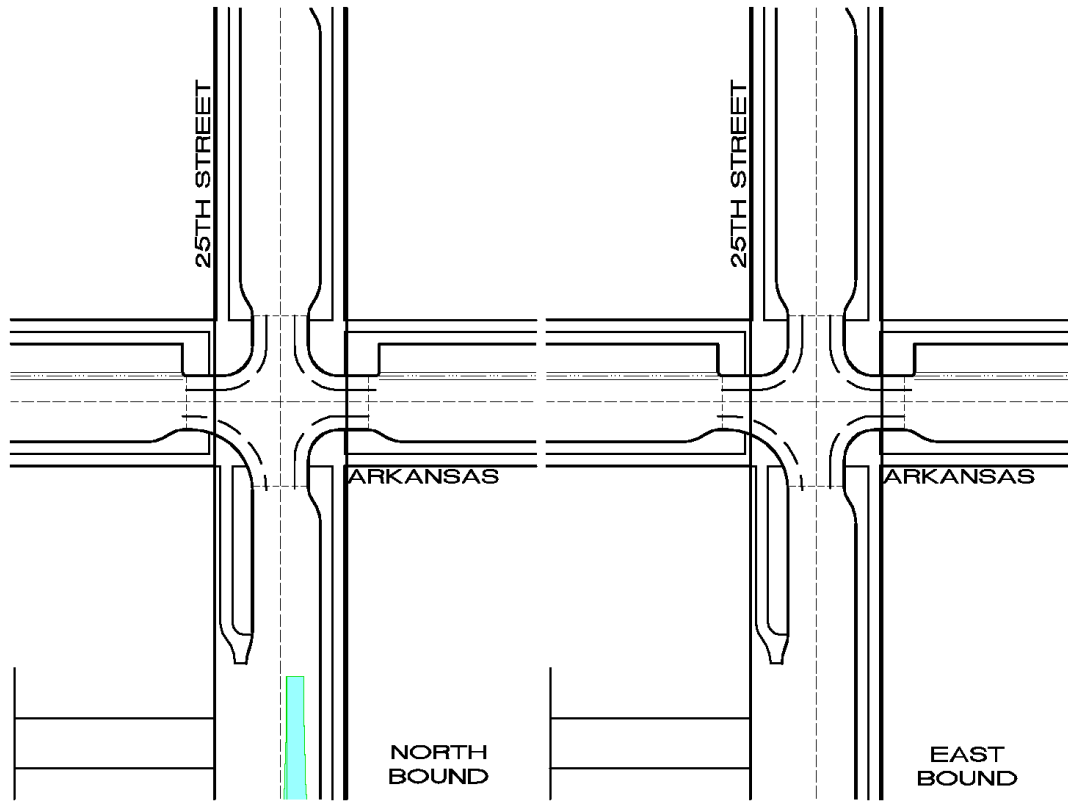 25TH STREET
ARKANSAS
NORTH
BOUND
25TH STREET
ARKANSAS
EAST
BOUND